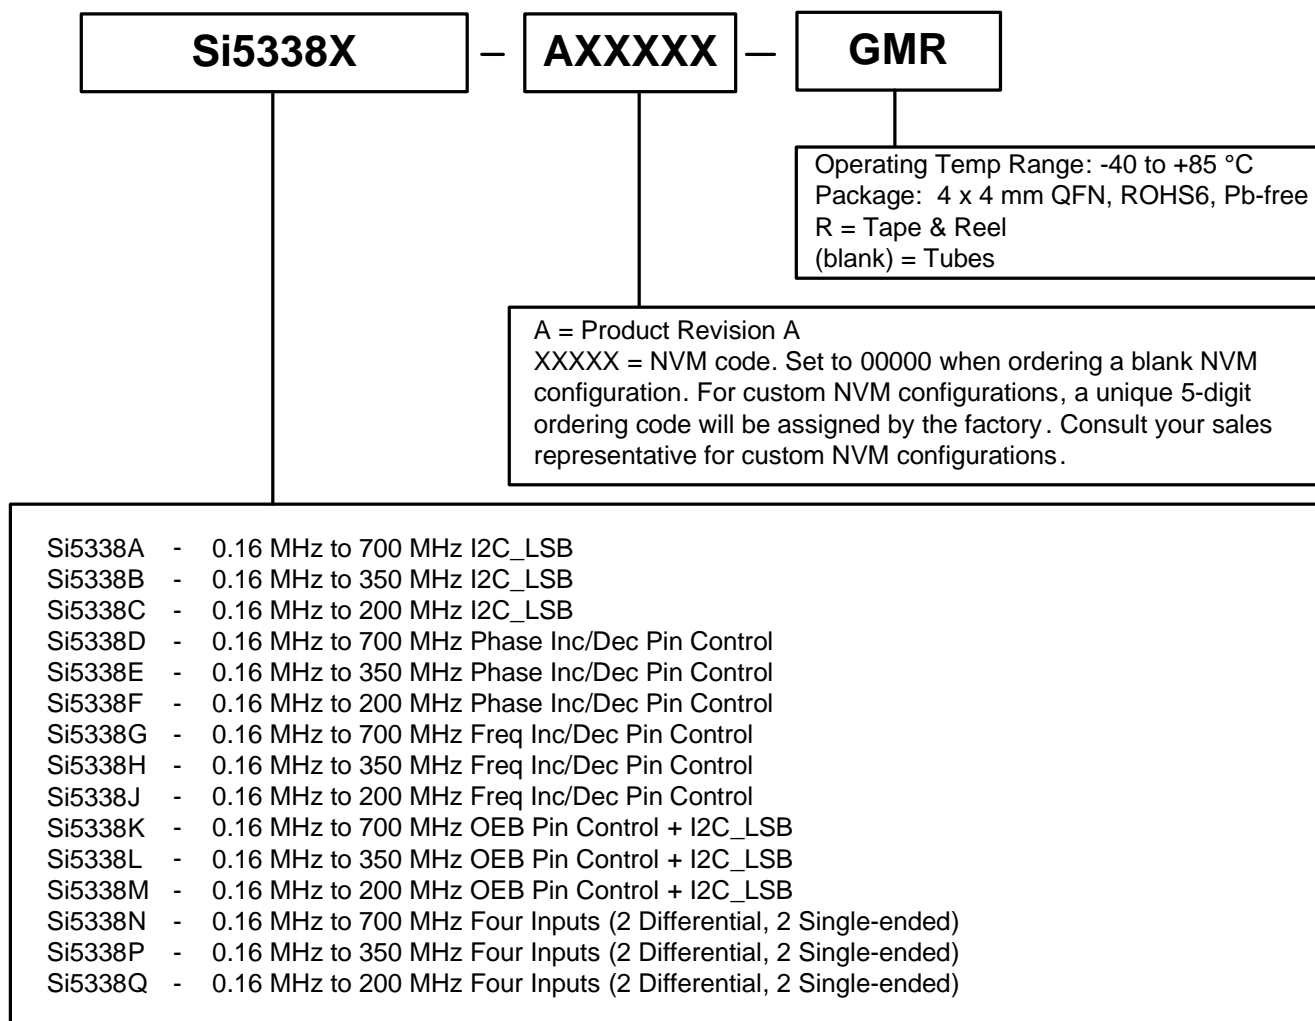 Si5338X – AXXXXX – GMR
Operating Temp Range: -40 to +85 °C
Package: 4 x 4 mm QFN, ROHS6, Pb-free
R = Tape & Reel
(blank) = Tubes
A = Product Revision A
XXXXX = NVM code. Set to 00000 when ordering a blank NVM
configuration. For custom NVM configurations, a unique 5-digit
ordering code will be assigned by the factory. Consult your sales
representative for custom NVM configurations.
Si5338A - 0.16 MHz to 700 MHz I2C_LSB
Si5338B - 0.16 MHz to 350 MHz I2C_LSB
Si5338C - 0.16 MHz to 200 MHz I2C_LSB
Si5338D - 0.16 MHz to 700 MHz Phase Inc/Dec Pin Control
Si5338E - 0.16 MHz to 350 MHz Phase Inc/Dec Pin Control
Si5338F - 0.16 MHz to 200 MHz Phase Inc/Dec Pin Control
Si5338G - 0.16 MHz to 700 MHz Freq Inc/Dec Pin Control
Si5338H - 0.16 MHz to 350 MHz Freq Inc/Dec Pin Control
Si5338J - 0.16 MHz to 200 MHz Freq Inc/Dec Pin Control
Si5338K - 0.16 MHz to 700 MHz OEB Pin Control + I2C_LSB
Si5338L - 0.16 MHz to 350 MHz OEB Pin Control + I2C_LSB
Si5338M - 0.16 MHz to 200 MHz OEB Pin Control + I2C_LSB
Si5338N - 0.16 MHz to 700 MHz Four Inputs (2 Differential, 2 Single-ended)
Si5338P - 0.16 MHz to 350 MHz Four Inputs (2 Differential, 2 Single-ended)
Si5338Q - 0.16 MHz to 200 MHz Four Inputs (2 Differential, 2 Single-ended)